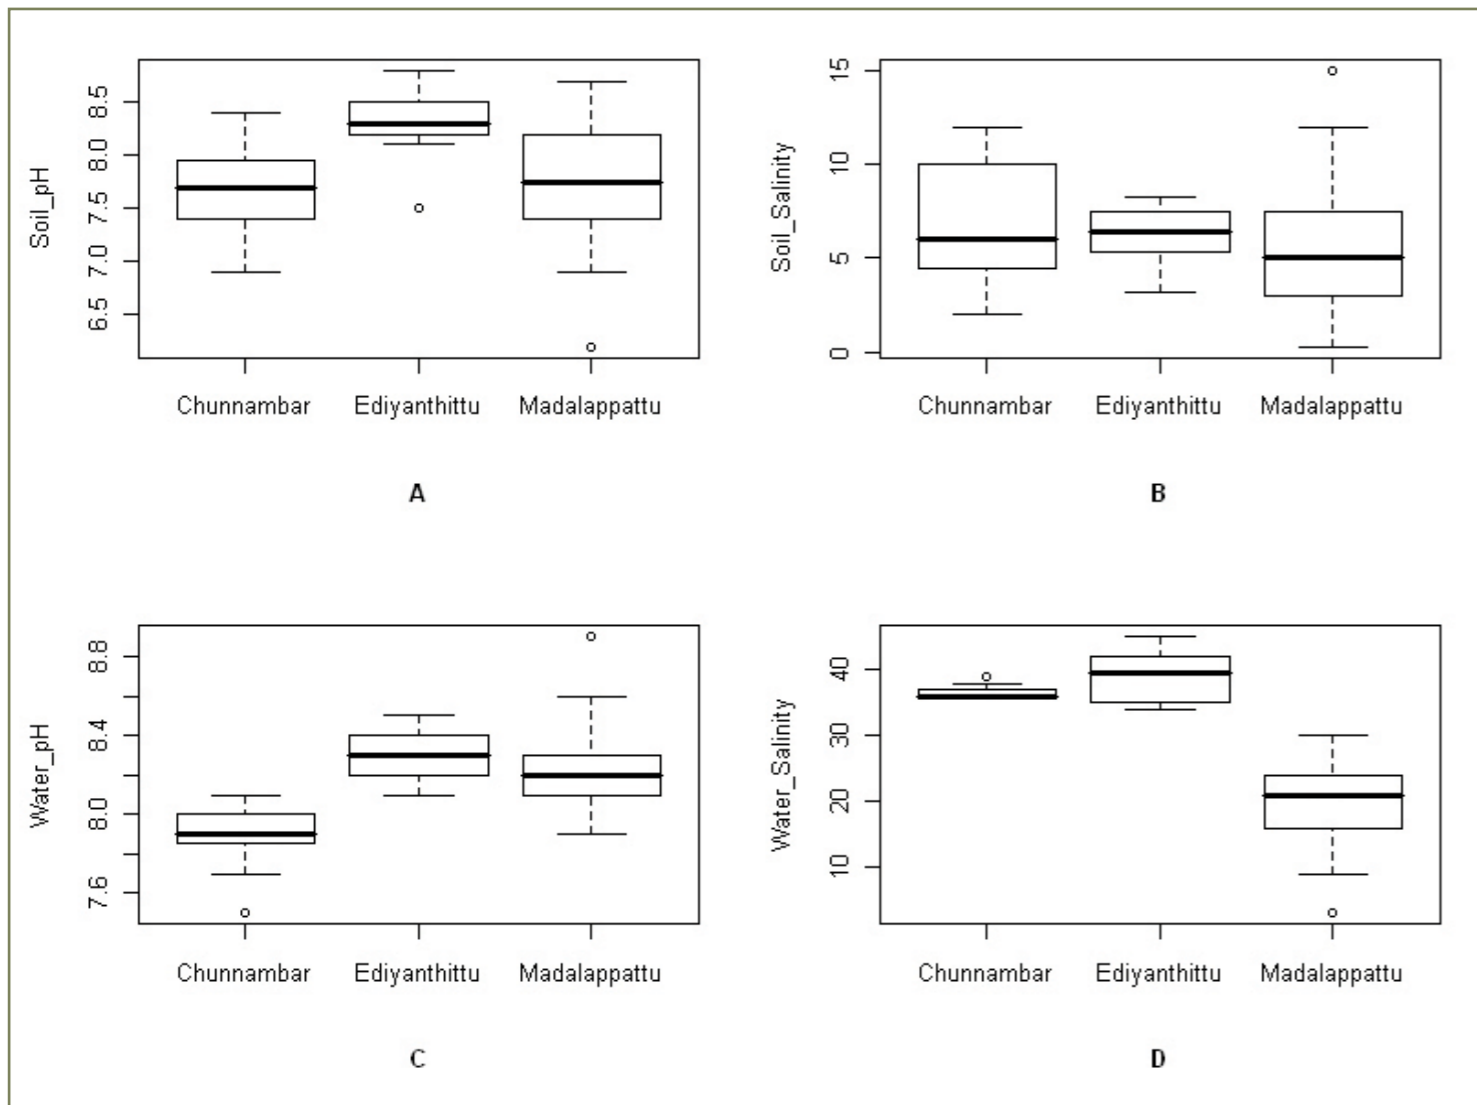 Soil_pH
8.5
8.0
7.5
7.0
6.5
Chunnambar Ediyanthittu Madalappattu
A
Soil_Salinity
15
10
5
0
Chunnambar Ediyanthittu Madalappattu
B
Water_pH
8.8
8.4
8.0
7.6
Chunnambar Ediyanthittu Madalappattu
C
Water_Salinity
40
30
20
10
Chunnambar Ediyanthittu Madalappattu
D